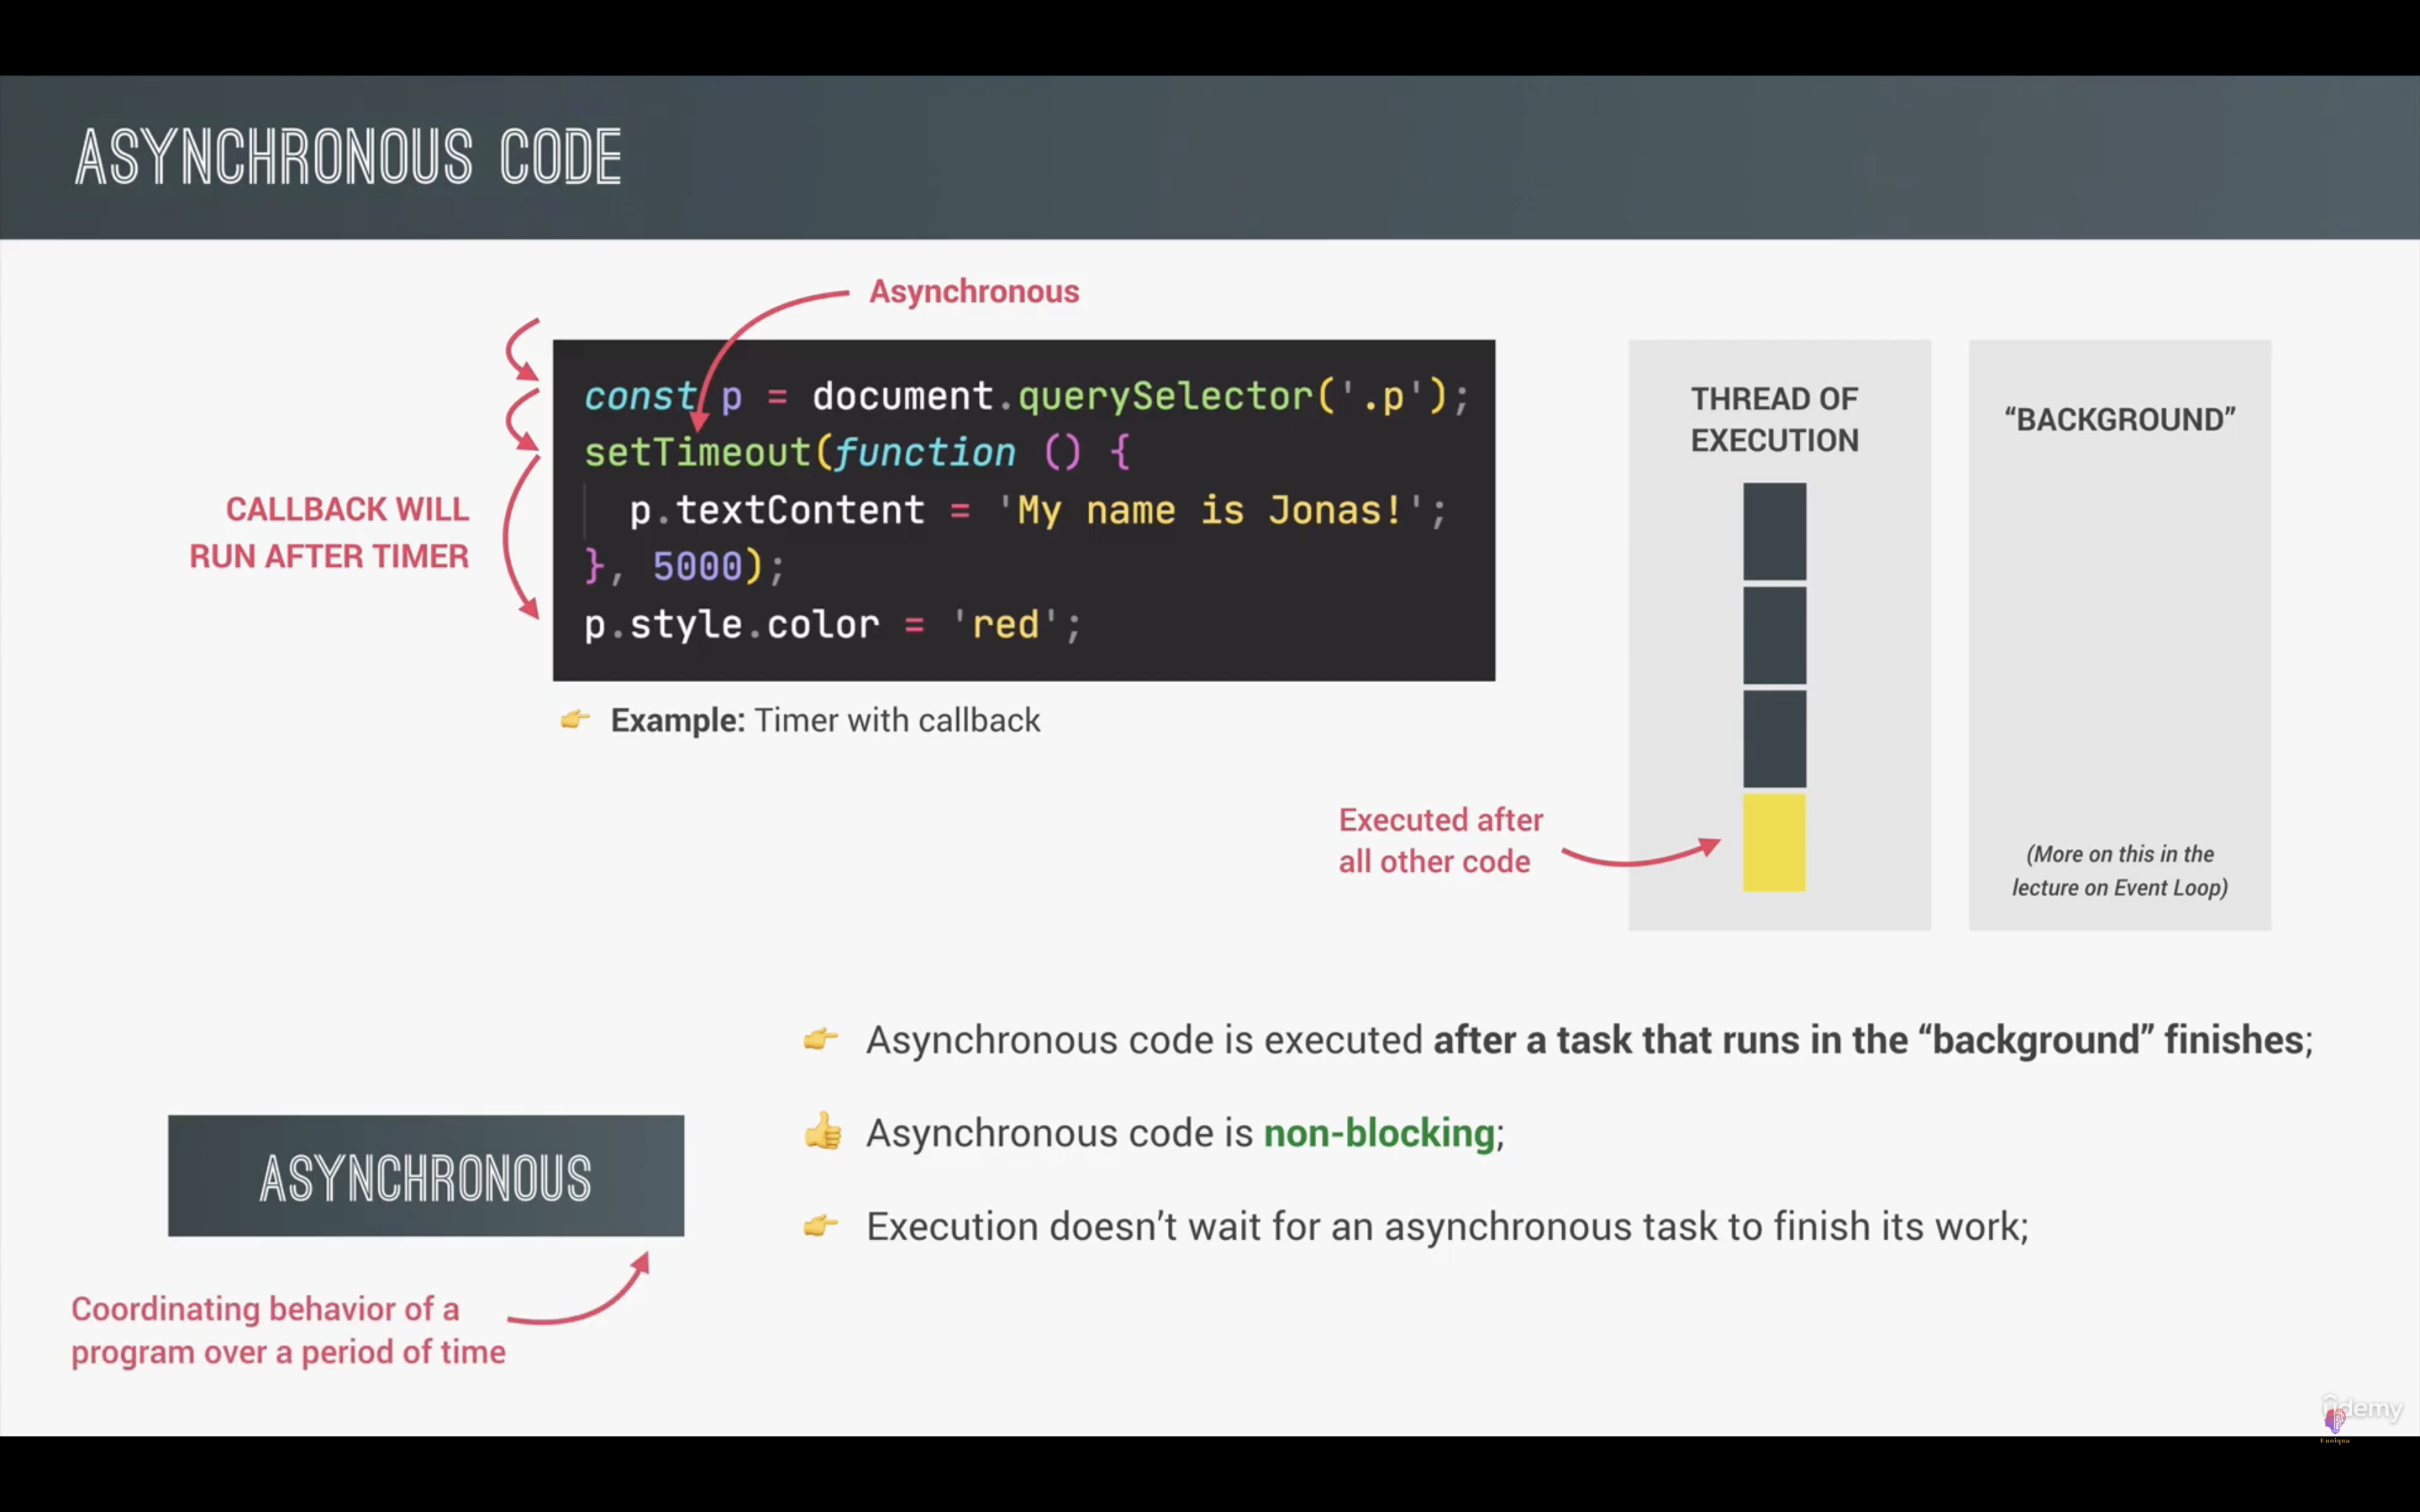 ASYNCHRONOUS CODE
Asynchronous
const p = document.querySelector('.p');
setTimeout(function () {
p.textContent = 'My name is Jonas!';
}, 5000);
p.style.color = 'red';
CALLBACK WILL
RUN AFTER TIMER
👉 Example: Timer with callback
THREAD OF
EXECUTION
“BACKGROUND”
Executed after
all other code
(More on this in the
lecture on Event Loop)
👉 Asynchronous code is executed after a task that runs in the “background” finishes;
👍 Asynchronous code is non-blocking;
👉 Execution doesn’t wait for an asynchronous task to finish its work;
ASYNCHRONOUS
Coordinating behavior of a
program over a period of time
udemy